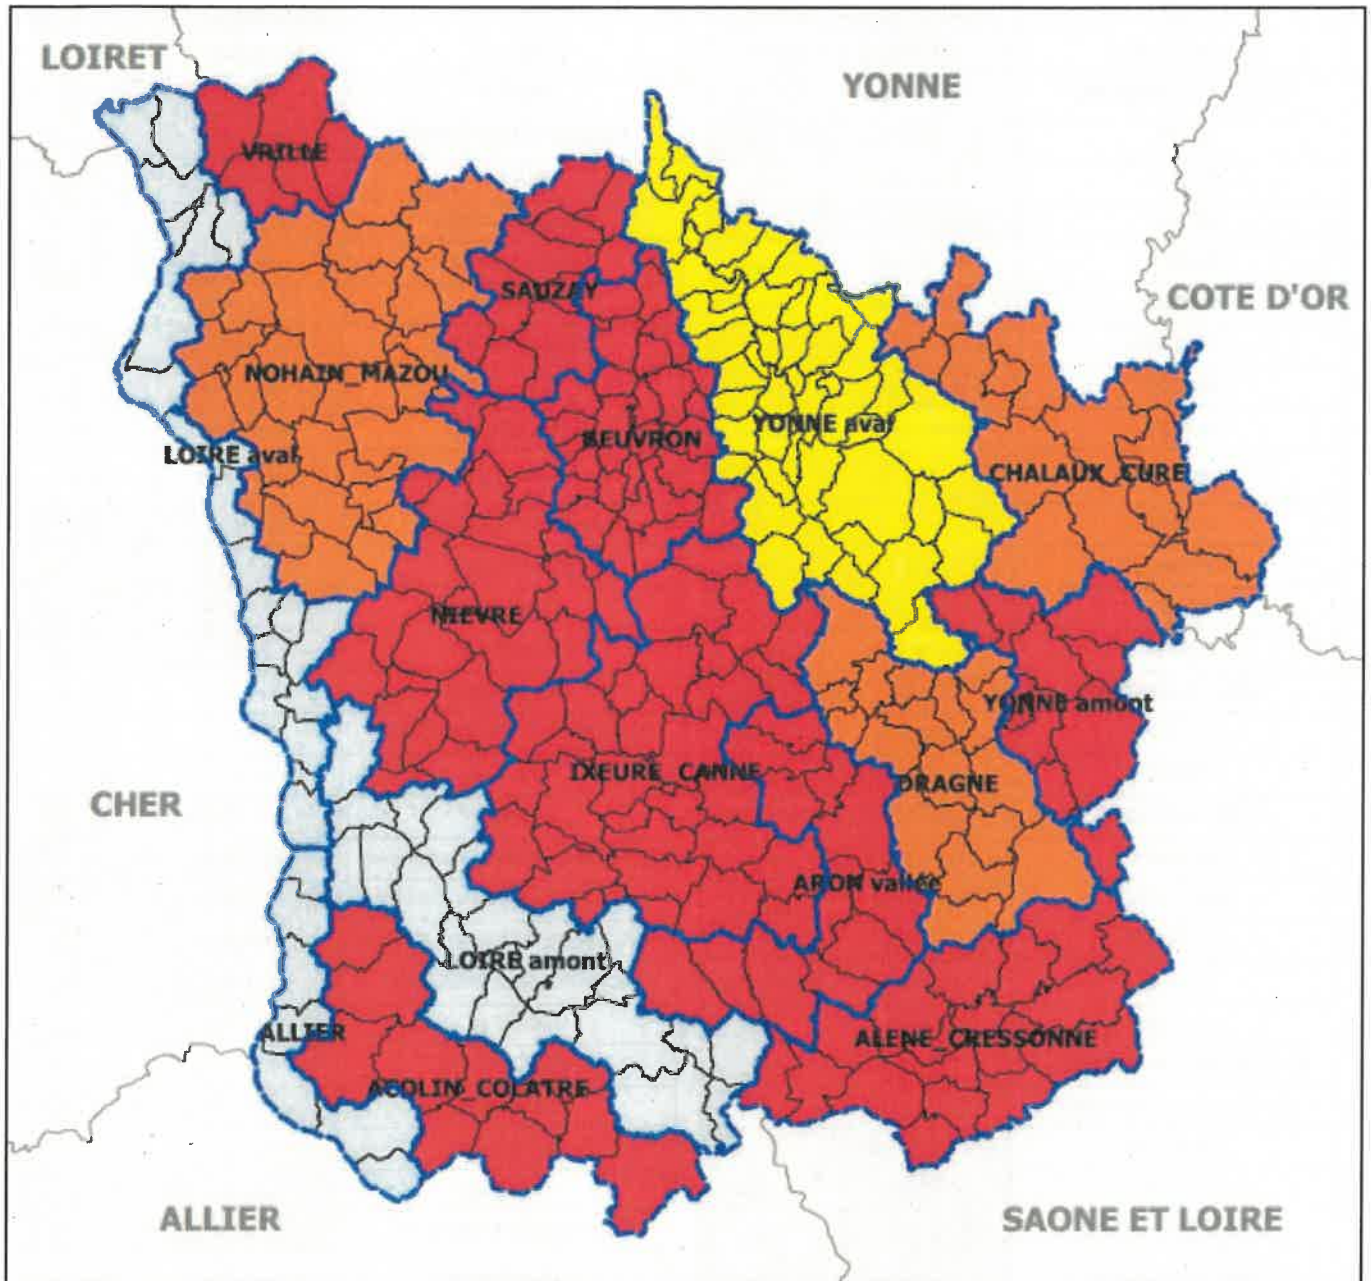 LOIRET
YONNE
VRILLE
SAUZAY
COTE D'OR
NOHAIN_MAZOU
YONNE aval
BEUVRON
LOIRE aval
CHALAUX_CURE
NIEVRE
YONNE amont
IXEURE_CANNE
DRAGNE
CHER
ARON vallée
LOIRE amont
ALLIER
ALENE_CRESSONNE
ACOLIN_COLATRE
ALLIER
SAONE ET LOIRE